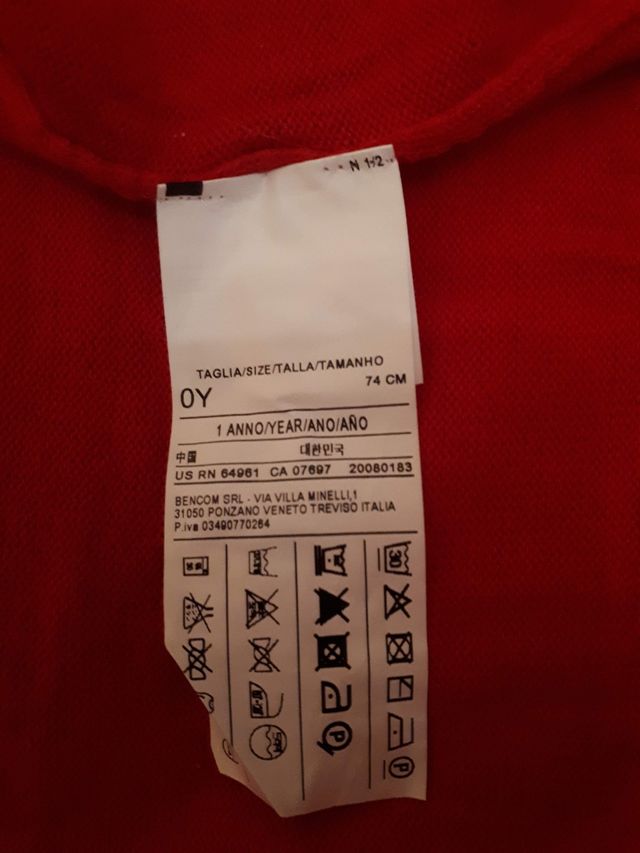 N 1-2
TAGLIA/SIZE/TALLA/TAMANHO
0Y 74 CM
1 ANNO/YEAR/ANO/AÑO
中国 대한민국
US RN 64961 CA 07697 20080183
BENCOM SRL - VIA VILLA MINELLI,1
31050 PONZANO VENETO TREVISO ITALIA
P.iva 03490770264
30
P P